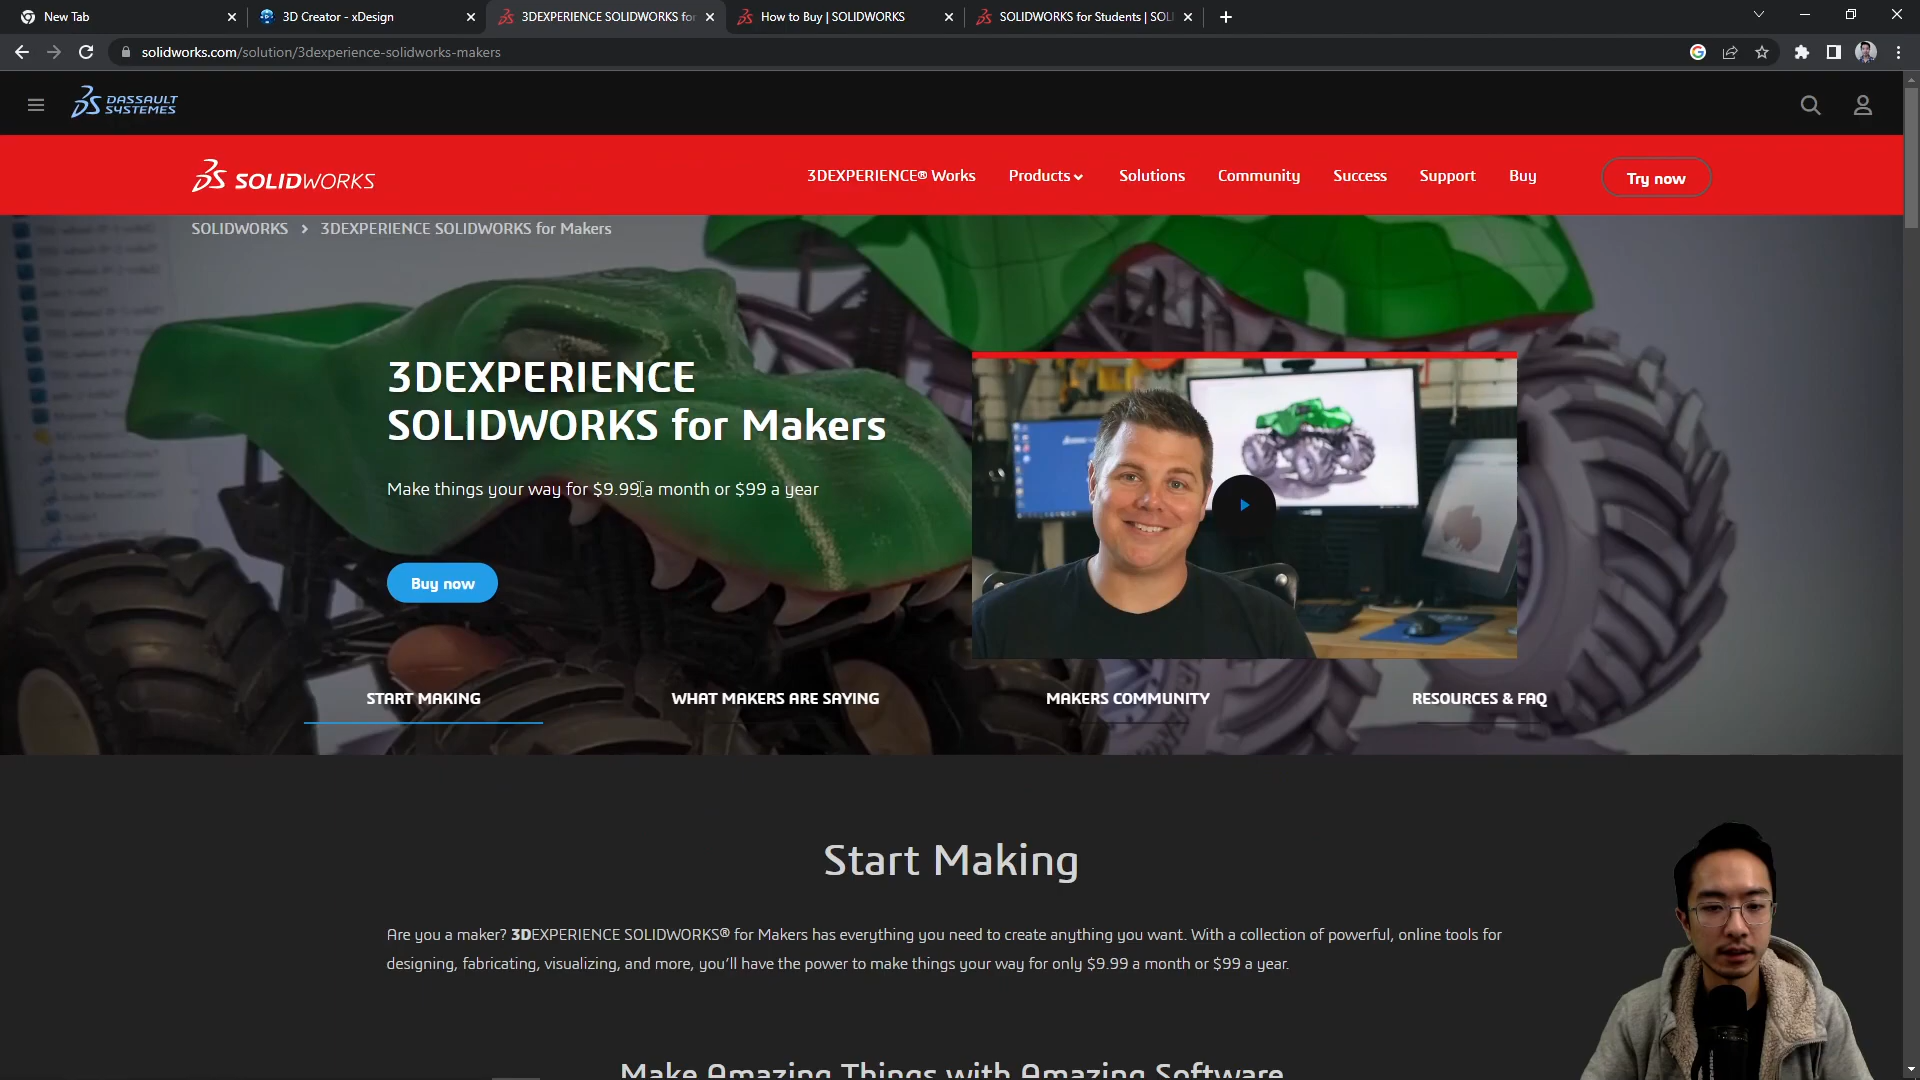 New Tab
3D Creator - xDesign
3DEXPERIENCE SOLIDWORKS for
How to Buy | SOLIDWORKS
SOLIDWORKS for Students | SOL
solidworks.com/solution/3dexperience-solidworks-makers
DASSAULT
SYSTEMES
SOLIDWORKS
3DEXPERIENCE® Works
Products
Solutions
Community
Success
Support
Buy
Try now
SOLIDWORKS > 3DEXPERIENCE SOLIDWORKS for Makers
3DEXPERIENCE
SOLIDWORKS for Makers
Make things your way for $9.99 a month or $99 a year
Buy now
START MAKING
WHAT MAKERS ARE SAYING
MAKERS COMMUNITY
RESOURCES & FAQ
Start Making
Are you a maker? 3DEXPERIENCE SOLIDWORKS® for Makers has everything you need to create anything you want. With a collection of powerful, online tools for
designing, fabricating, visualizing, and more, you'll have the power to make things your way for only $9.99 a month or $99 a year.
Make Amazing Things with Amazing Software